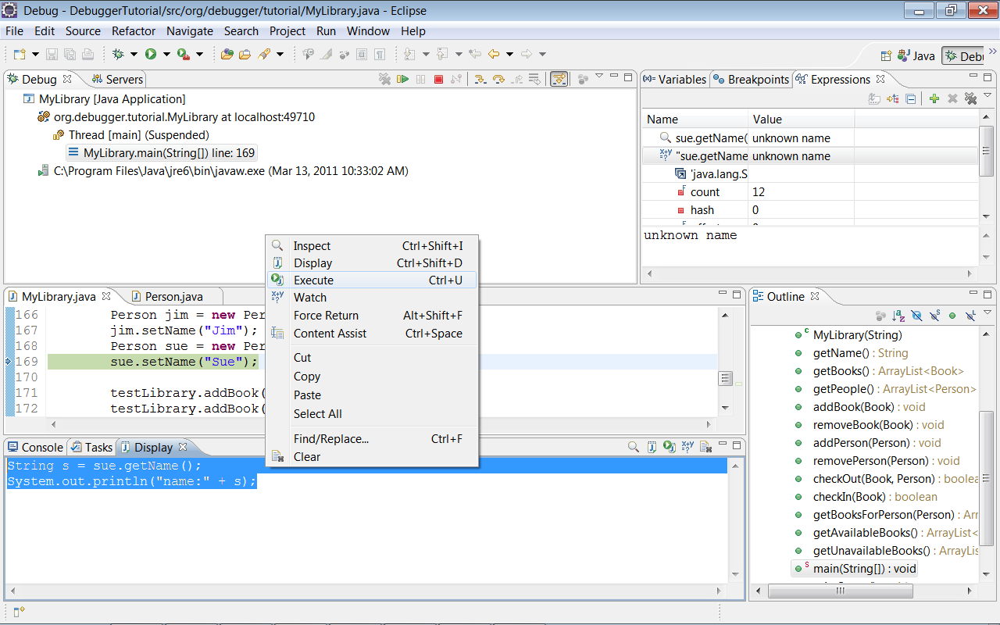 Debug - DebuggerTutorial/src/org/debugger/tutorial/MyLibrary.java - Eclipse
File Edit Source Refactor Navigate Search Project Run Window Help
Java Debu
Debug Servers
MyLibrary [Java Application]
org.debugger.tutorial.MyLibrary at localhost:49710
Thread [main] (Suspended)
MyLibrary.main(String[]) line: 169
C:\Program Files\Java\jre6\bin\javaw.exe (Mar 13, 2011 10:33:02 AM)
Variables Breakpoints Expressions
Name Value
sue.getName( unknown name
"sue.getName unknown name
'java.lang.S
count 12
hash 0
unknown name
Inspect Ctrl+Shift+I
Display Ctrl+Shift+D
Execute Ctrl+U
Watch
Force Return Alt+Shift+F
Content Assist Ctrl+Space
Cut
Copy
Paste
Select All
Find/Replace... Ctrl+F
Clear
MyLibrary.java Person.java
166 Person jim = new Per
167 jim.setName("Jim");
168 Person sue = new Per
169 sue.setName("Sue");
170
171 testLibrary.addBook(
172 testLibrary.addBook(
Console Tasks Display
String s = sue.getName();
System.out.println("name:" + s);
Outline
MyLibrary(String)
getName() : String
getBooks() : ArrayList<Book>
getPeople() : ArrayList<Person>
addBook(Book) : void
removeBook(Book) : void
addPerson(Person) : void
removePerson(Person) : void
checkOut(Book, Person) : boolea
checkIn(Book) : boolean
getBooksForPerson(Person) : Arr
getAvailableBooks() : ArrayList<
getUnavailableBooks() : ArrayLis
main(String[]) : void